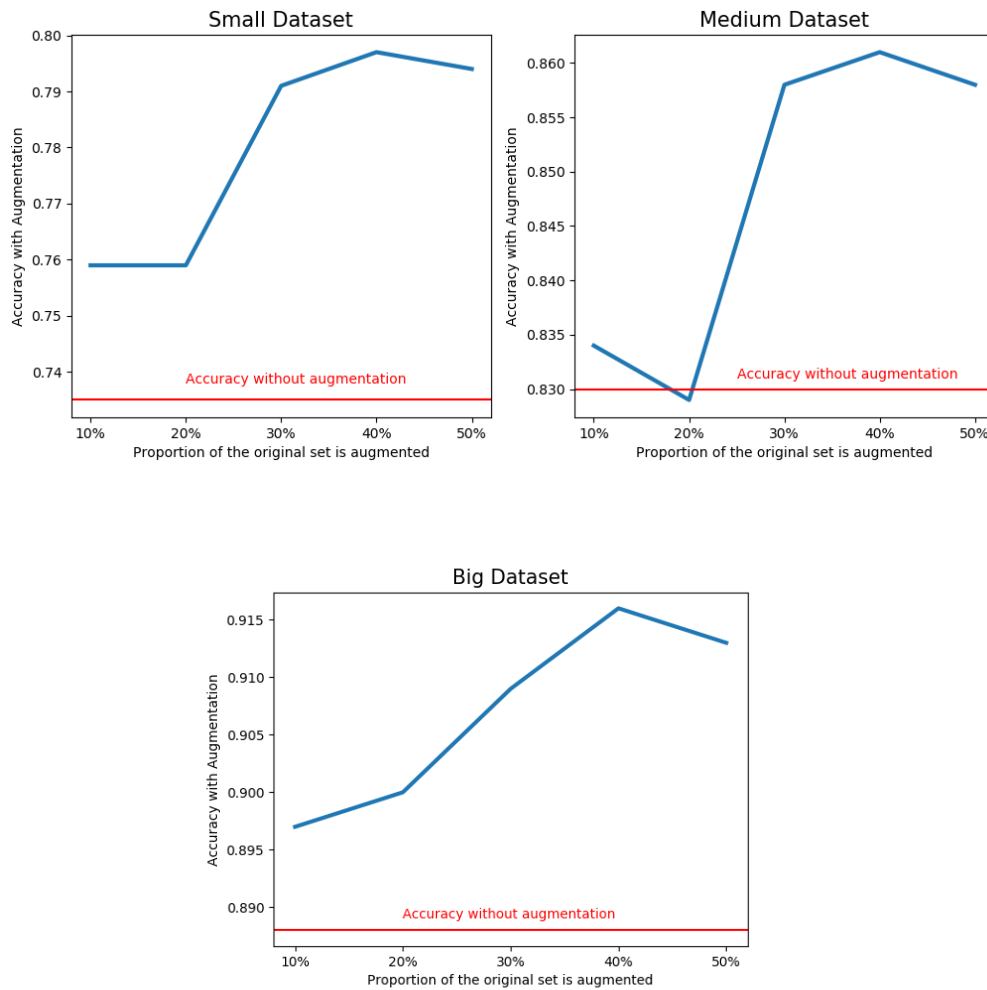 Small Dataset
Accuracy with Augmentation
0.80
0.79
0.78
0.77
0.76
0.75
0.74
Accuracy without augmentation
10% 20% 30% 40% 50%
Proportion of the original set is augmented
Medium Dataset
Accuracy with Augmentation
0.860
0.855
0.850
0.845
0.840
0.835
0.830
Accuracy without augmentation
10% 20% 30% 40% 50%
Proportion of the original set is augmented
Big Dataset
Accuracy with Augmentation
0.915
0.910
0.905
0.900
0.895
0.890
Accuracy without augmentation
10% 20% 30% 40% 50%
Proportion of the original set is augmented